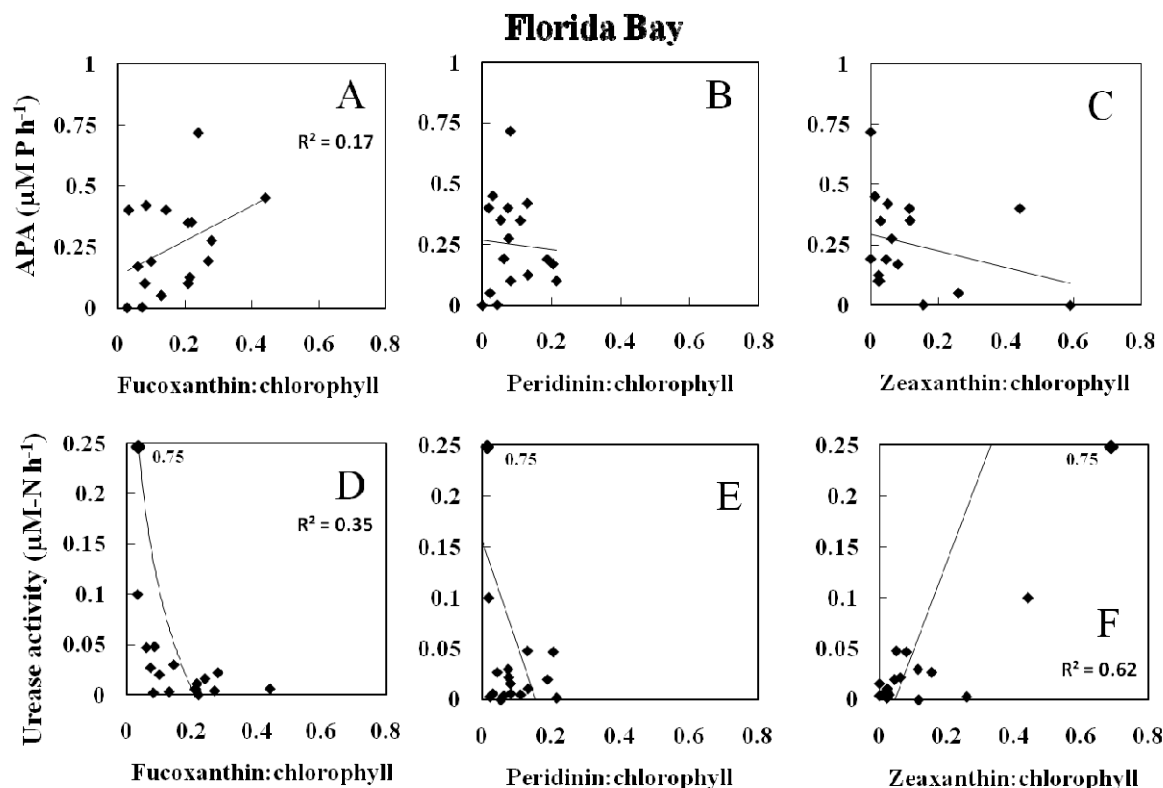 Florida Bay
APA (µM P h⁻¹)
1
0.75
0.5
0.25
0
A
R² = 0.17
0 0.2 0.4 0.6 0.8
Fucoxanthin:chlorophyll
1
0.75
0.5
0.25
0
B
0 0.2 0.4 0.6 0.8
Peridinin:chlorophyll
1
0.75
0.5
0.25
0
C
0 0.2 0.4 0.6 0.8
Zeaxanthin:chlorophyll
Urease activity (µM-N h⁻¹)
0.25
0.2
0.15
0.1
0.05
0
0.75
D
R² = 0.35
0 0.2 0.4 0.6 0.8
Fucoxanthin:chlorophyll
0.25
0.2
0.15
0.1
0.05
0
0.75
E
0 0.2 0.4 0.6 0.8
Peridinin:chlorophyll
0.25
0.2
0.15
0.1
0.05
0
0.75
F
R² = 0.62
0 0.2 0.4 0.6 0.8
Zeaxanthin:chlorophyll